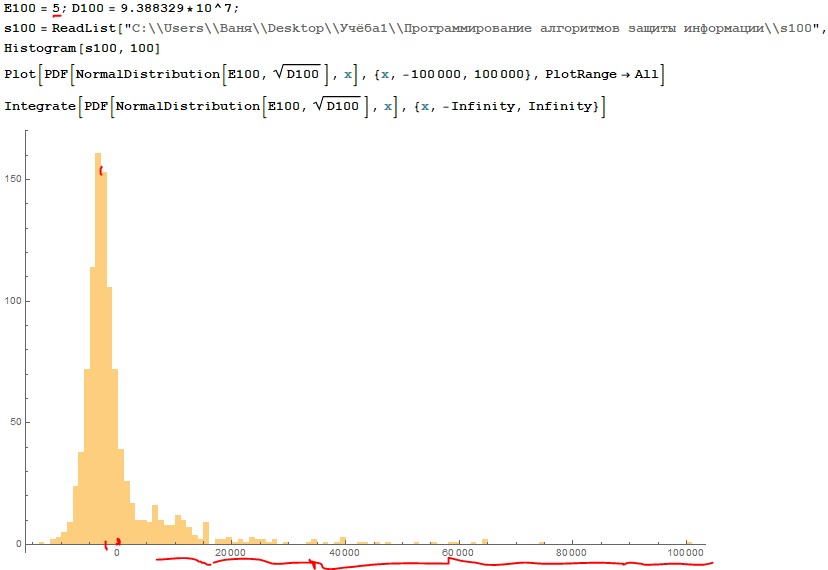 E100 = 5; D100 = 9.388329*10^7;
s100 = ReadList["C:\\Users\\Ваня\\Desktop\\Учёба1\\Программирование алгоритмов защиты информации\\s100",
Histogram[s100, 100]
Plot[PDF[NormalDistribution[E100, √D100], x], {x, -100000, 100000}, PlotRange → All]
Integrate[PDF[NormalDistribution[E100, √D100], x], {x, -Infinity, Infinity}]
150
100
50
0
0 20000 40000 60000 80000 100000